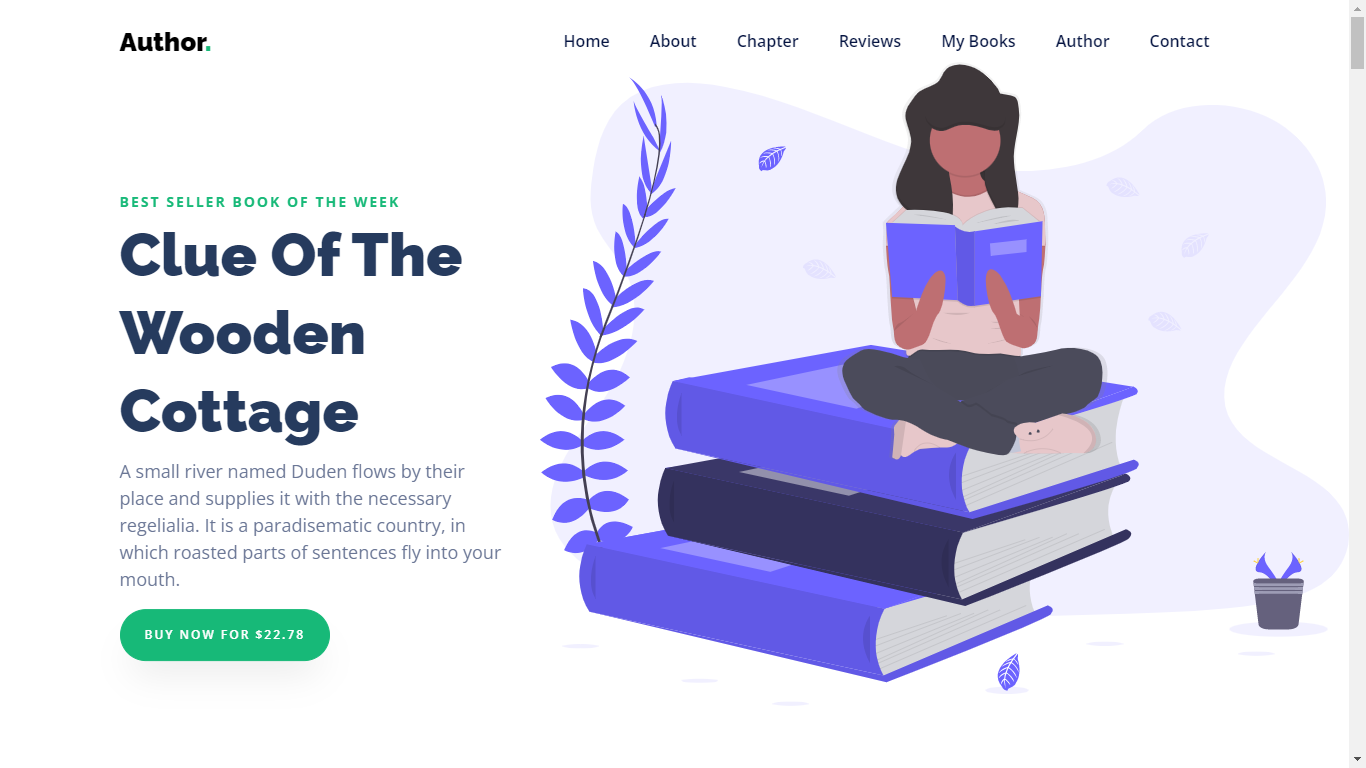 Author.
Home About Chapter Reviews My Books Author Contact
BEST SELLER BOOK OF THE WEEK
Clue Of The
Wooden
Cottage
A small river named Duden flows by their
place and supplies it with the necessary
regelialia. It is a paradisematic country, in
which roasted parts of sentences fly into your
mouth.
BUY NOW FOR $22.78